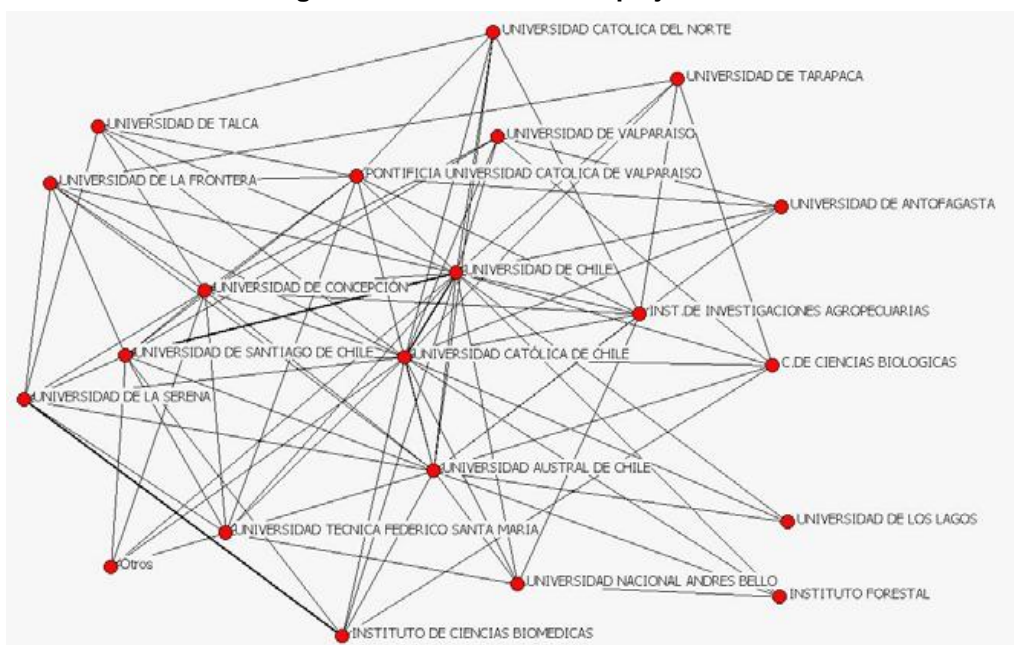 UNIVERSIDAD CATOLICA DEL NORTE
UNIVERSIDAD DE TARAPACA
UNIVERSIDAD DE TALCA
UNIVERSIDAD DE VALPARAISO
PONTIFICIA UNIVERSIDAD CATOLICA DE VALPARAISO
UNIVERSIDAD DE LA FRONTERA
UNIVERSIDAD DE ANTOFAGASTA
UNIVERSIDAD DE CHILE
UNIVERSIDAD DE CONCEPCIÓN
INST.DE INVESTIGACIONES AGROPECUARIAS
UNIVERSIDAD DE SANTIAGO DE CHILE
UNIVERSIDAD CATÓLICA DE CHILE
C.DE CIENCIAS BIOLOGICAS
UNIVERSIDAD DE LA SERENA
UNIVERSIDAD AUSTRAL DE CHILE
UNIVERSIDAD DE LOS LAGOS
UNIVERSIDAD TECNICA FEDERICO SANTA MARIA
Otros
UNIVERSIDAD NACIONAL ANDRES BELLO
INSTITUTO FORESTAL
INSTITUTO DE CIENCIAS BIOMEDICAS